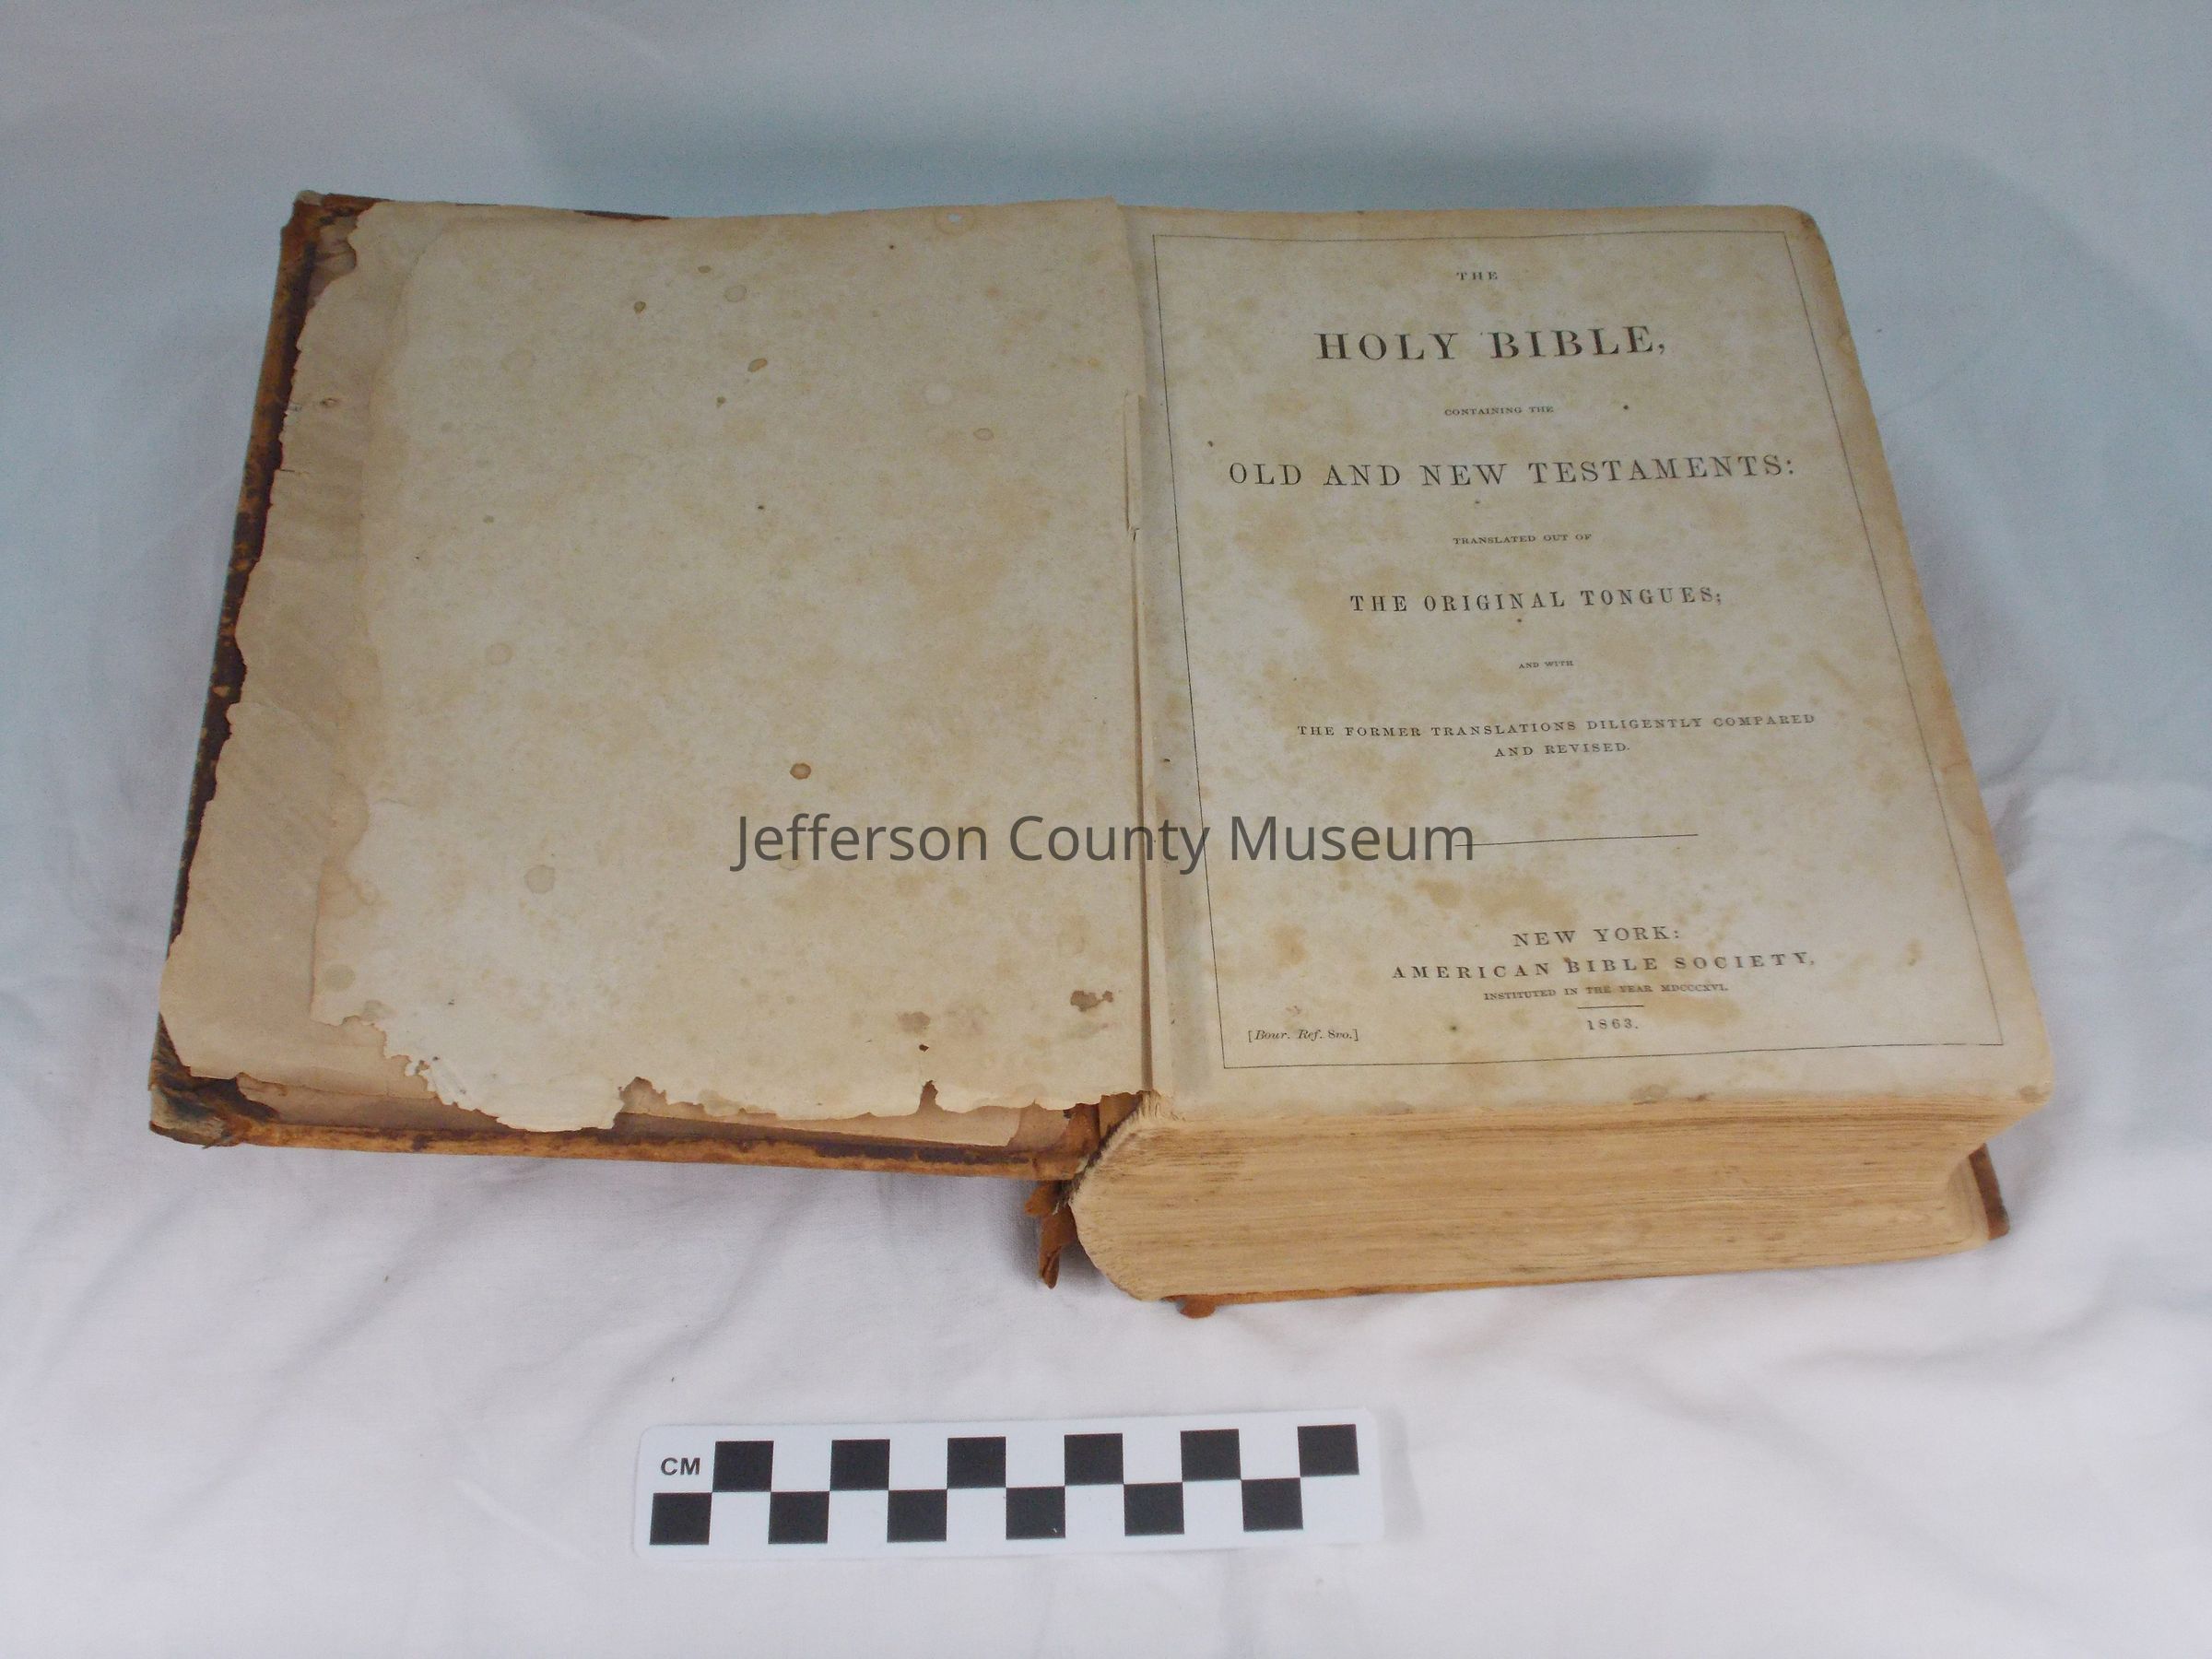 THE
HOLY BIBLE,
CONTAINING THE
OLD AND NEW TESTAMENTS:
TRANSLATED OUT OF
THE ORIGINAL TONGUES;
AND WITH
THE FORMER TRANSLATIONS DILIGENTLY COMPARED
AND REVISED.
Jefferson County Museum
NEW YORK:
AMERICAN BIBLE SOCIETY,
INSTITUTED IN THE YEAR MDCCCXVI.
1863.
[Bour. Ref. 8vo.]
CM